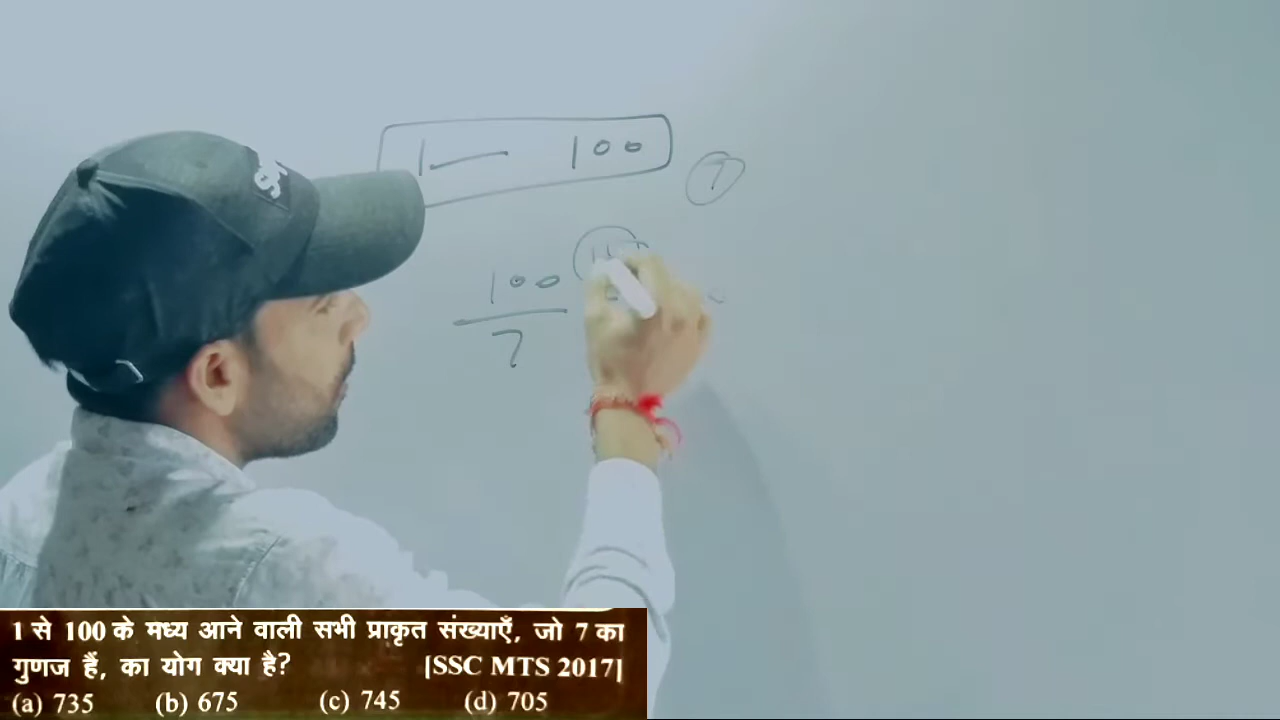 1 — 100
7
100
7
1 से 100 के मध्य आने वाली सभी प्राकृत संख्याएँ, जो 7 का
गुणज हैं, का योग क्या है? [SSC MTS 2017]
(a) 735 (b) 675 (c) 745 (d) 705